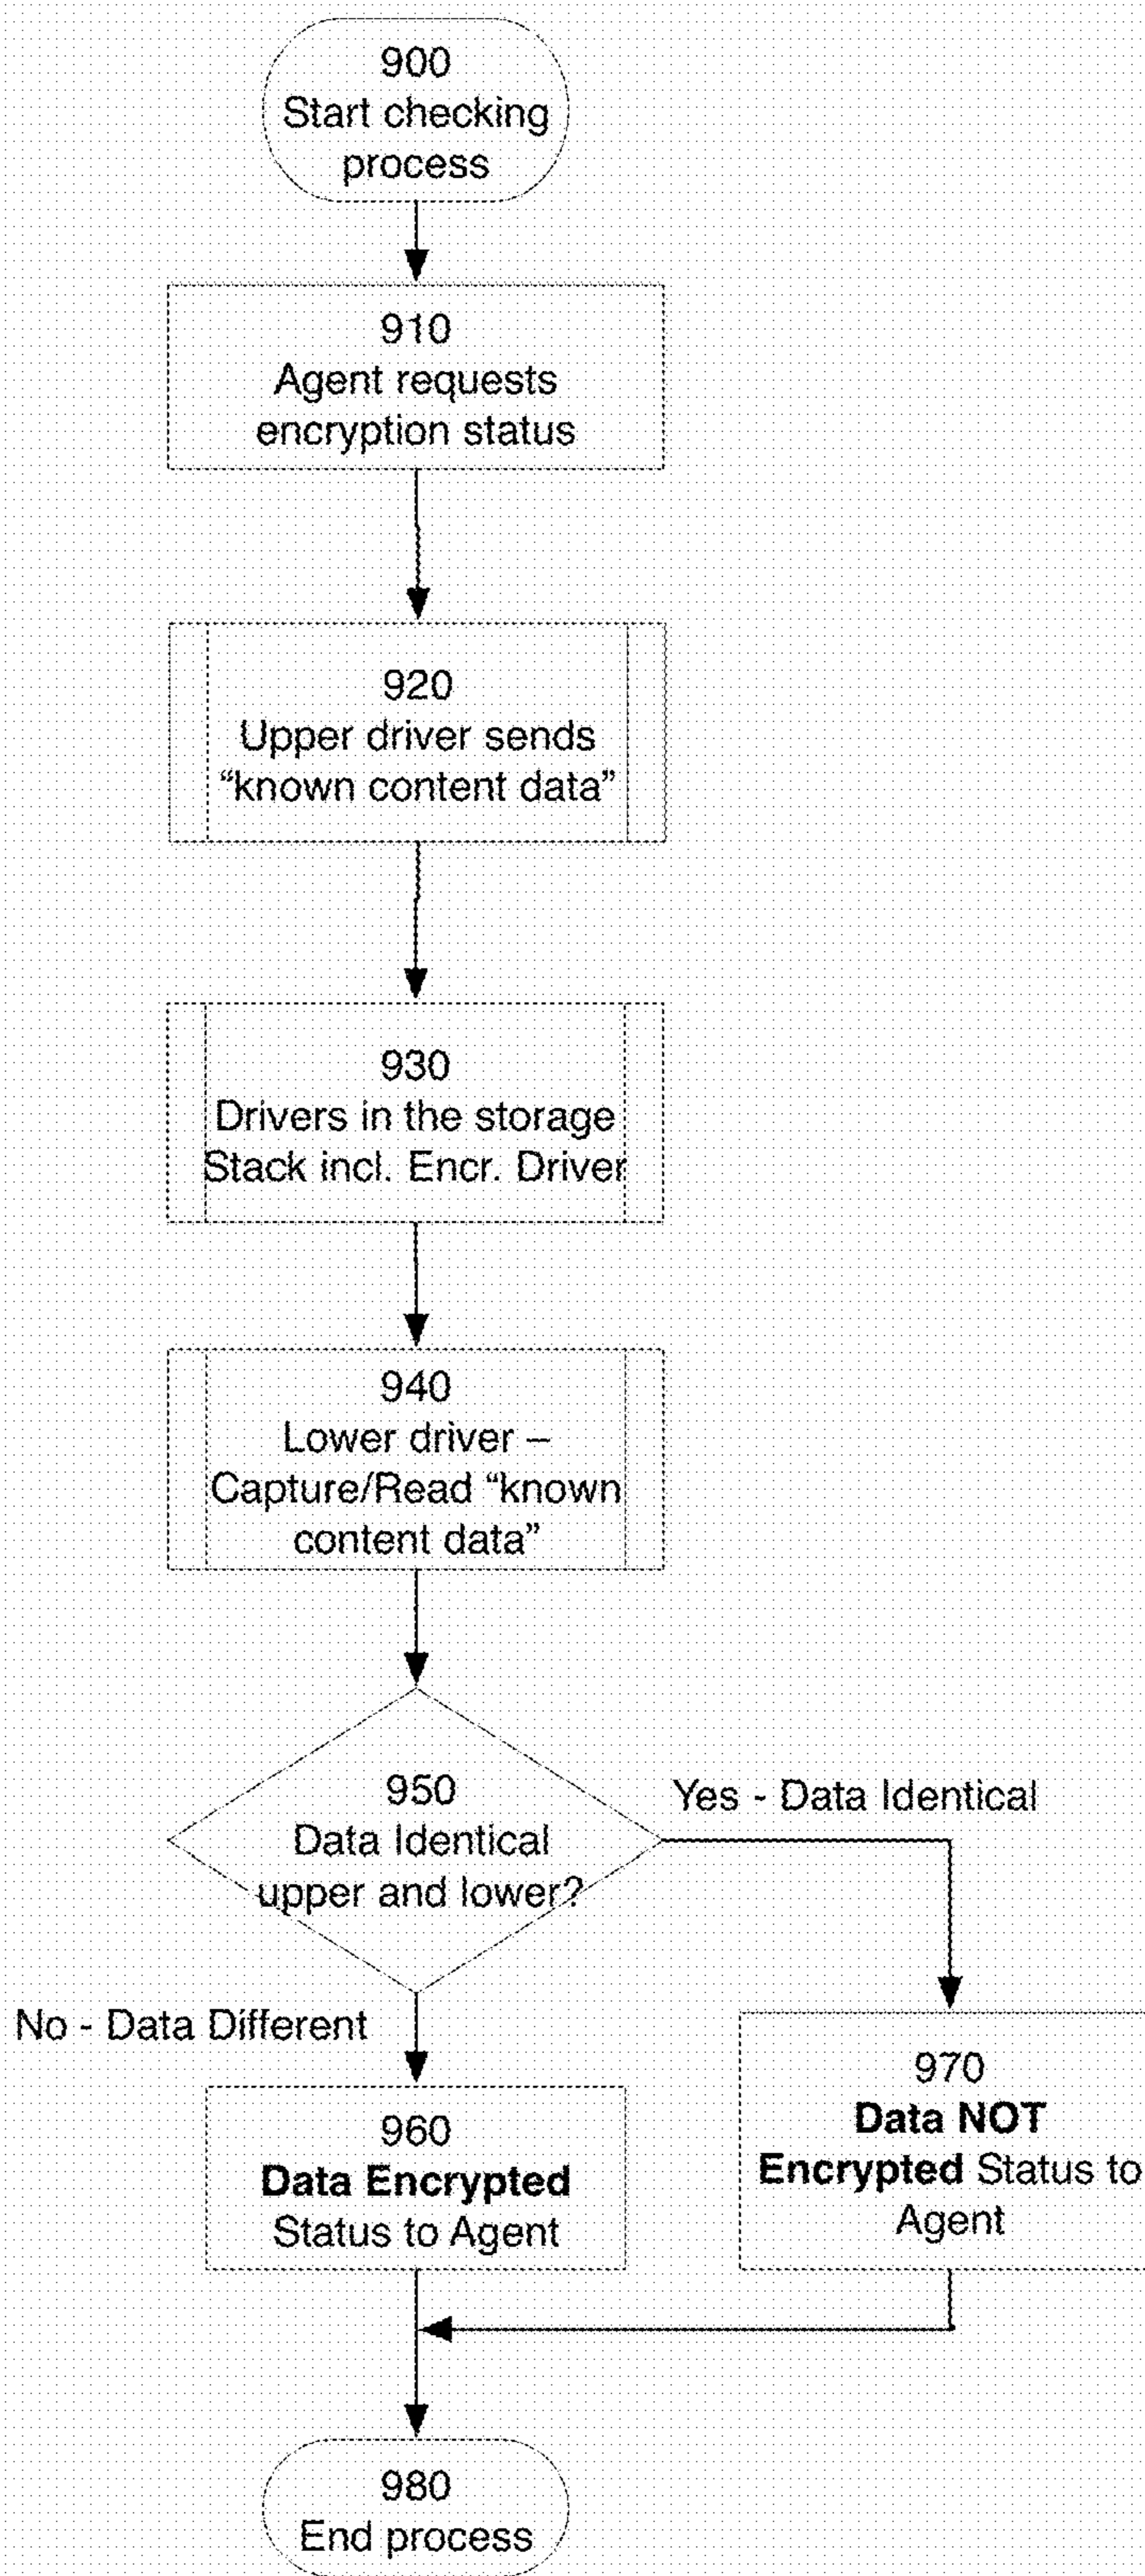 900
Start checking
process
910
Agent requests
encryption status
920
Upper driver sends
“known content data”
930
Drivers in the storage
Stack incl. Encr. Driver
940
Lower driver –
Capture/Read “known
content data”
950
Data Identical
upper and lower?
Yes - Data Identical
No - Data Different
960
Data Encrypted
Status to Agent
970
Data NOT
Encrypted Status to
Agent
980
End process